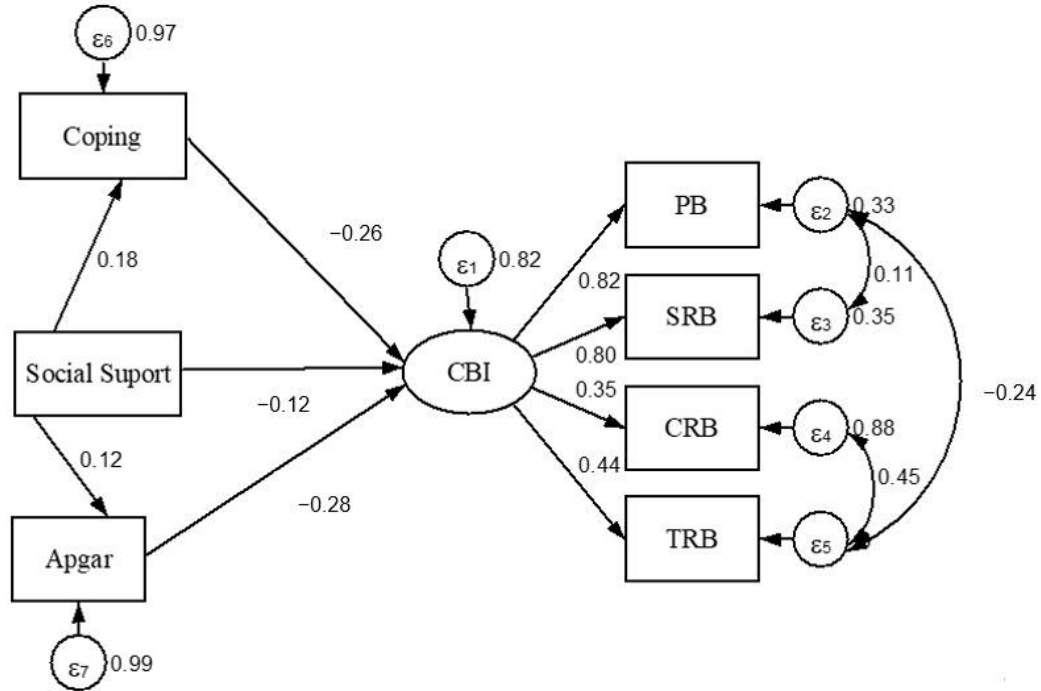 ε6 0.97
Coping
−0.26
0.18
ε1 0.82
PB
ε2 0.33
0.82
0.11
SRB
ε3 0.35
0.80
Social Suport
CBI
−0.12
0.35
−0.24
CRB
ε4 0.88
0.12
0.44
0.45
−0.28
TRB
ε5
Apgar
ε7 0.99